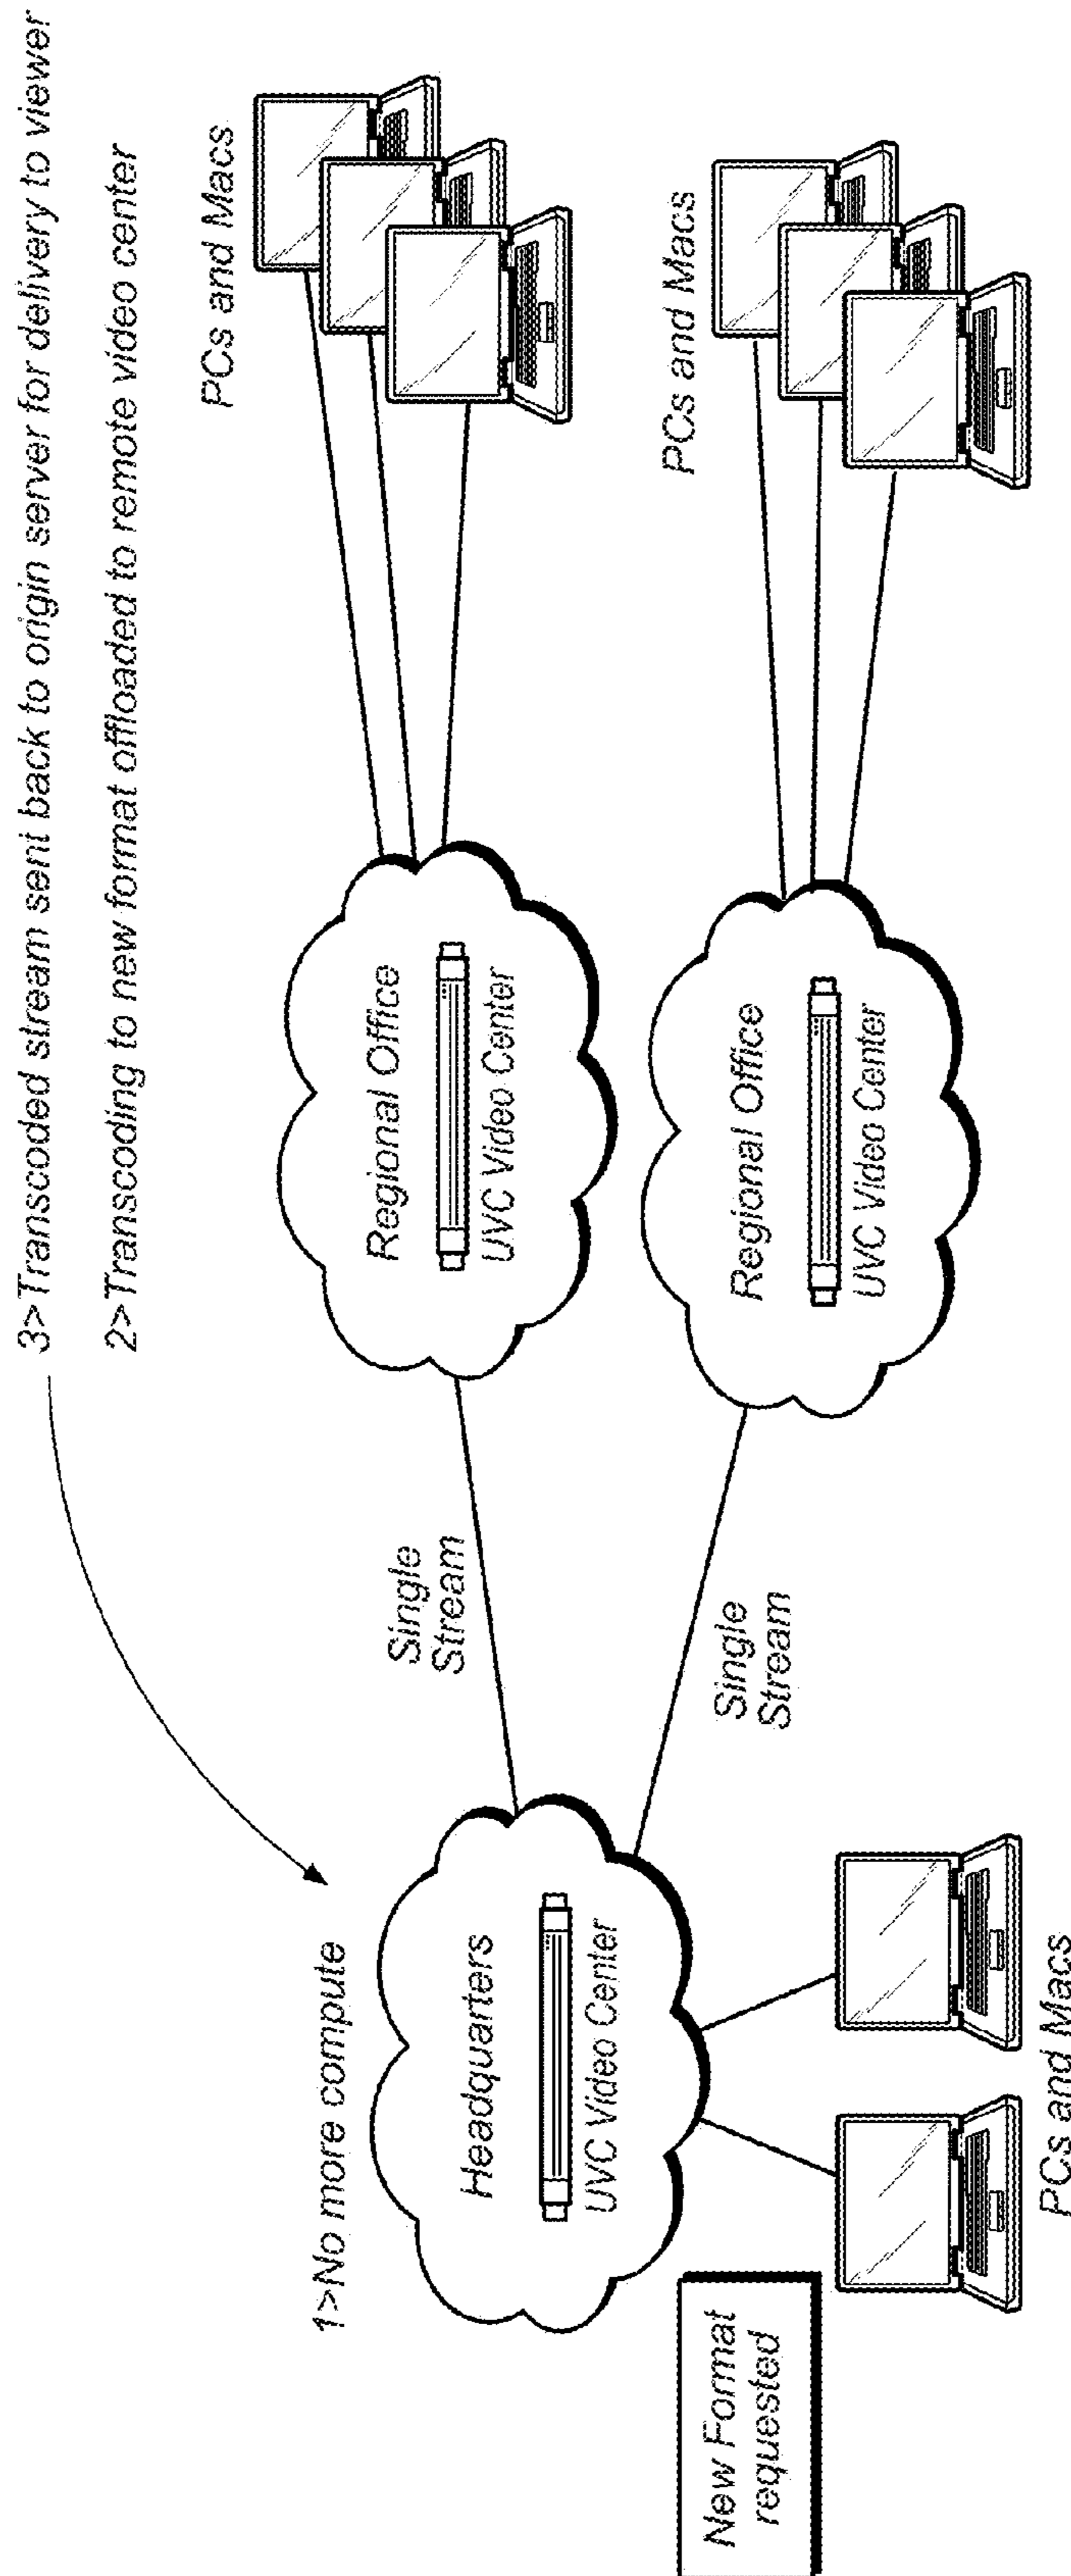 3>Transcoded stream sent back to origin server for delivery to viewer
2>Transcoding to new format offloaded to remote video center
PCs and Macs
Regional Office
UVC Video Center
Single
Stream
1>No more compute
Headquarters
UVC Video Center
PCs and Macs
Regional Office
UVC Video Center
Single
Stream
New Format
requested
PCs and Macs